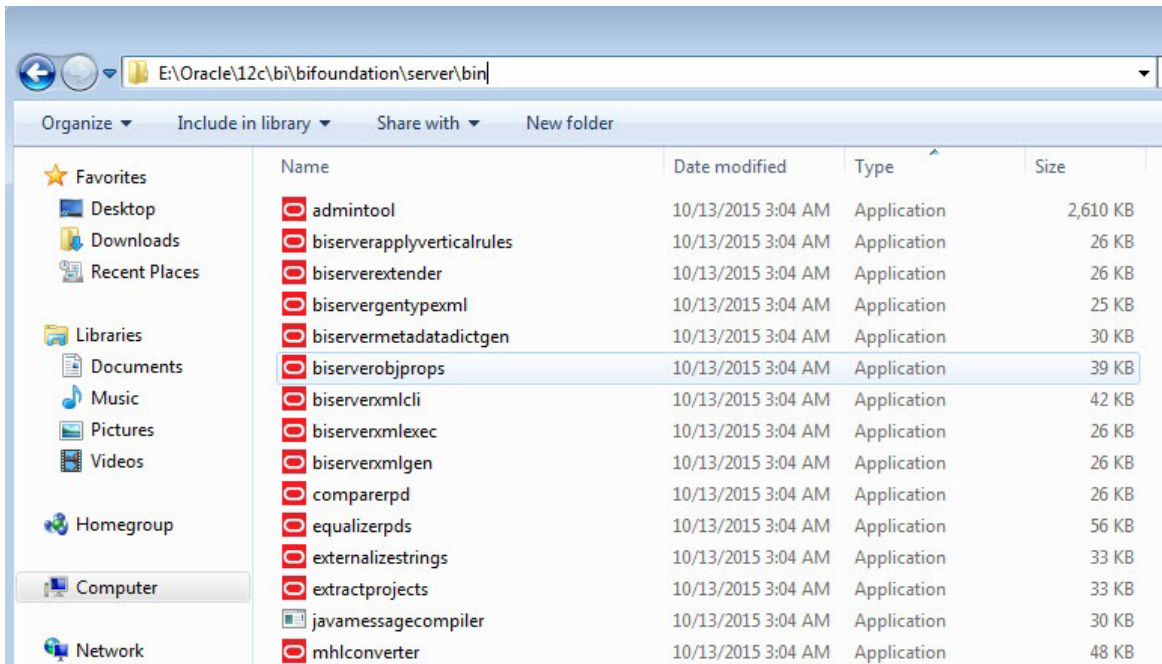 E:\Oracle\12c\bi\bifoundation\server\bin
Organize Include in library Share with New folder
Favorites
Desktop
Downloads
Recent Places
Libraries
Documents
Music
Pictures
Videos
Homegroup
Computer
Network
Name Date modified Type Size
admintool 10/13/2015 3:04 AM Application 2,610 KB
biserverapplyverticalrules 10/13/2015 3:04 AM Application 26 KB
biserverextender 10/13/2015 3:04 AM Application 26 KB
biservergentypexml 10/13/2015 3:04 AM Application 25 KB
biservermetadatadictgen 10/13/2015 3:04 AM Application 30 KB
biserverobjprops 10/13/2015 3:04 AM Application 39 KB
biserverxmlcli 10/13/2015 3:04 AM Application 42 KB
biserverxmlexec 10/13/2015 3:04 AM Application 26 KB
biserverxmlgen 10/13/2015 3:04 AM Application 26 KB
comparerpd 10/13/2015 3:04 AM Application 26 KB
equalizerpds 10/13/2015 3:04 AM Application 56 KB
externalizestrings 10/13/2015 3:04 AM Application 33 KB
extractprojects 10/13/2015 3:04 AM Application 33 KB
javamessagecompiler 10/13/2015 3:04 AM Application 30 KB
mhlconverter 10/13/2015 3:04 AM Application 48 KB